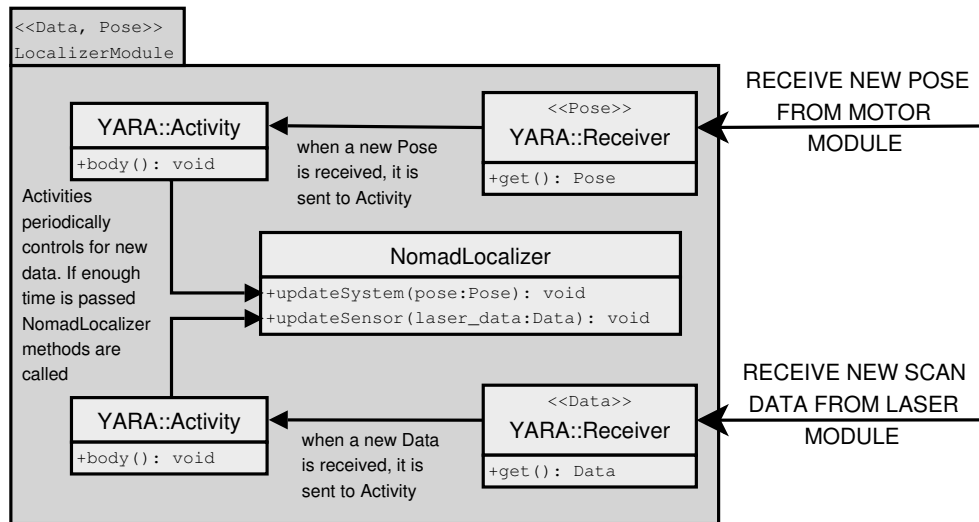 <<Data, Pose>>
LocalizerModule
YARA::Activity
+body(): void
when a new Pose
is received, it is
sent to Activity
<<Pose>>
YARA::Receiver
+get(): Pose
RECEIVE NEW POSE
FROM MOTOR
MODULE
Activities
periodically
controls for new
data. If enough
time is passed
NomadLocalizer
methods are
called
NomadLocalizer
+updateSystem(pose:Pose): void
+updateSensor(laser_data:Data): void
YARA::Activity
+body(): void
when a new Data
is received, it is
sent to Activity
<<Data>>
YARA::Receiver
+get(): Data
RECEIVE NEW SCAN
DATA FROM LASER
MODULE